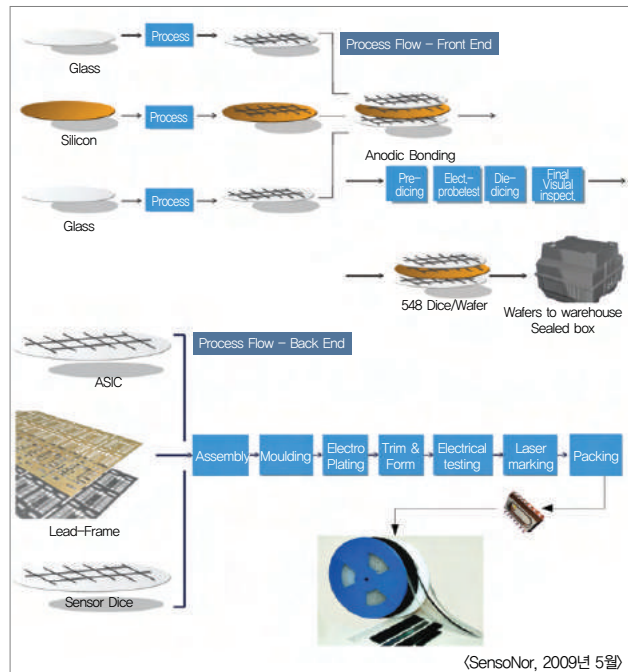 Process
Process Flow – Front End
Glass
Process
Silicon
Anodic Bonding
Process
Glass
Pre-
dicing
Elect-
probetest
Die-
dicing
Final
Visulal
inspect.
548 Dice/Wafer
Wafers to warehouse
Sealed box
Process Flow – Back End
ASIC
Assembly
Moulding
Electro
Plating
Trim &
Form
Electrical
testing
Laser
marking
Packing
Lead-Frame
Sensor Dice
〈SensoNor, 2009년 5월〉